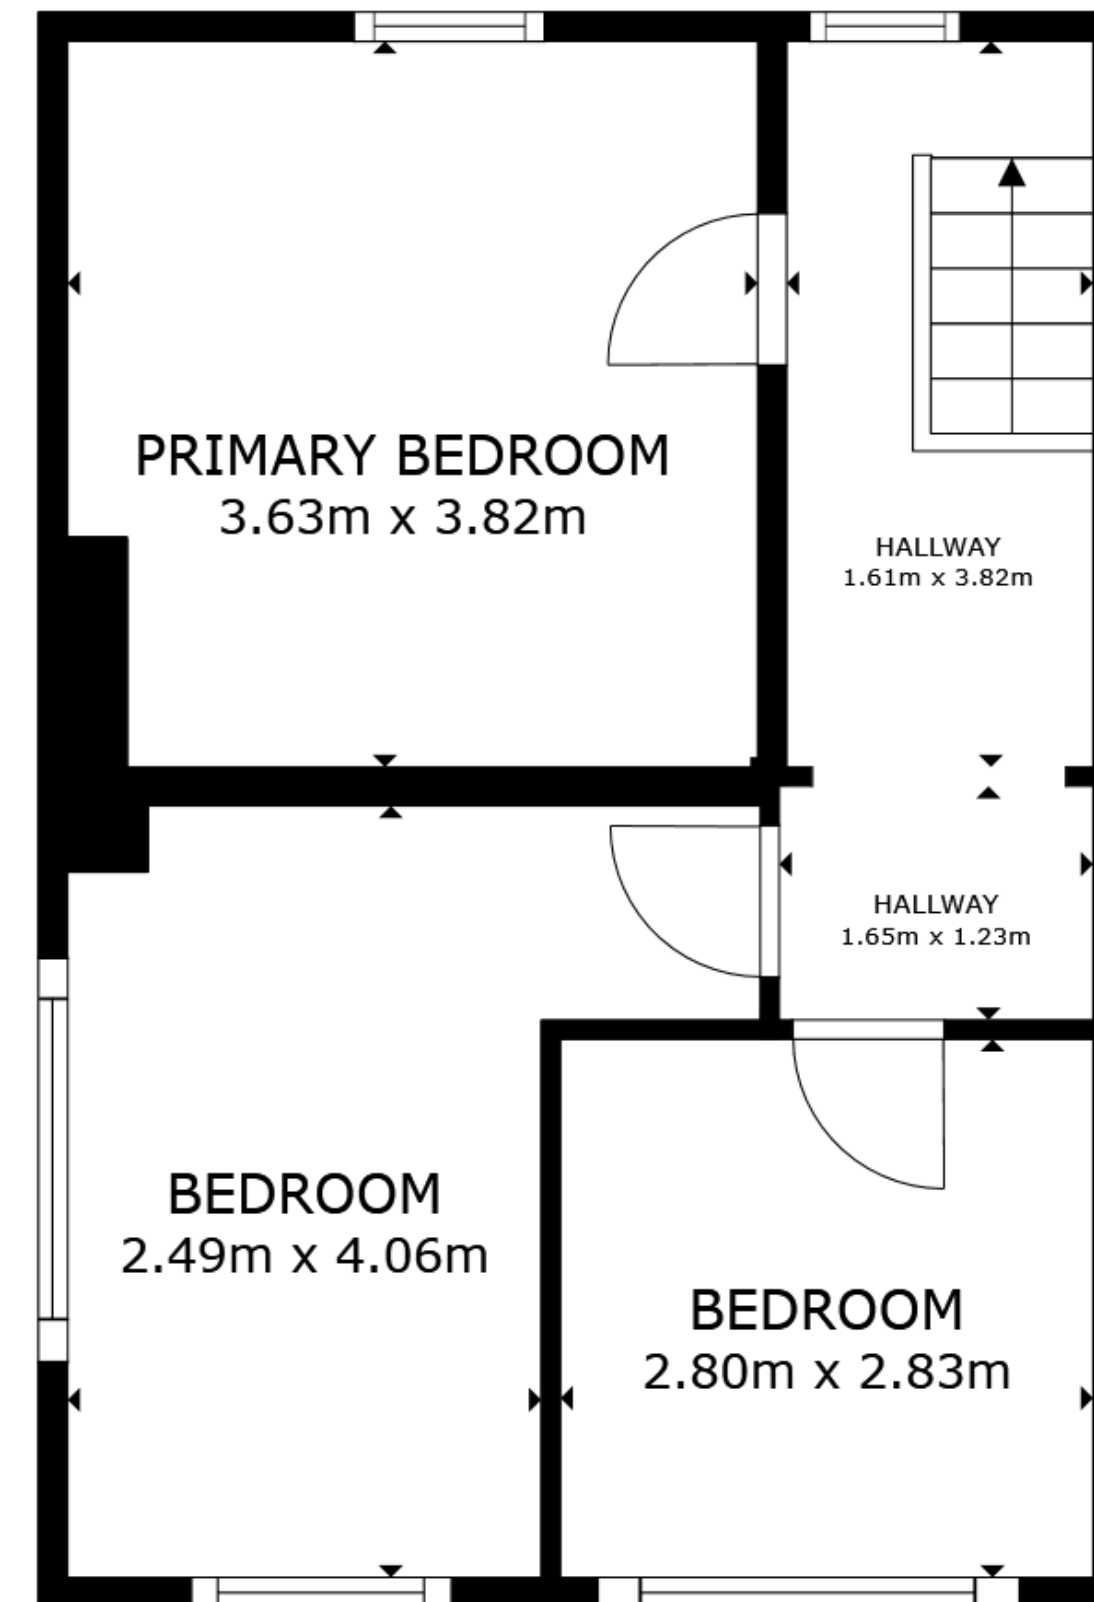 PRIMARY BEDROOM
3.63m x 3.82m
HALLWAY
1.61m x 3.82m
HALLWAY
1.65m x 1.23m
BEDROOM
2.49m x 4.06m
BEDROOM
2.80m x 2.83m